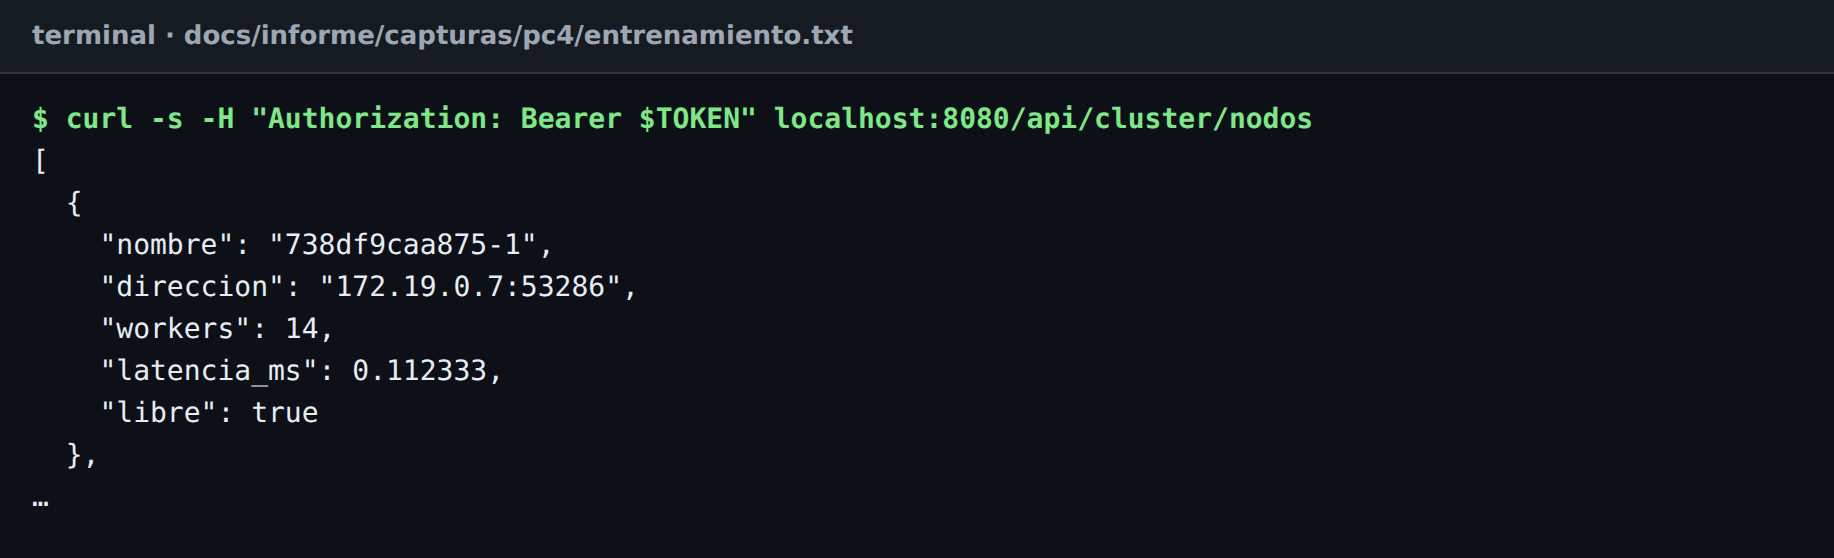 terminal · docs/informe/capturas/pc4/entrenamiento.txt
$ curl -s -H "Authorization: Bearer $TOKEN" localhost:8080/api/cluster/nodos
[
  {
    "nombre": "738df9caa875-1",
    "direccion": "172.19.0.7:53286",
    "workers": 14,
    "latencia_ms": 0.112333,
    "libre": true
  },
…